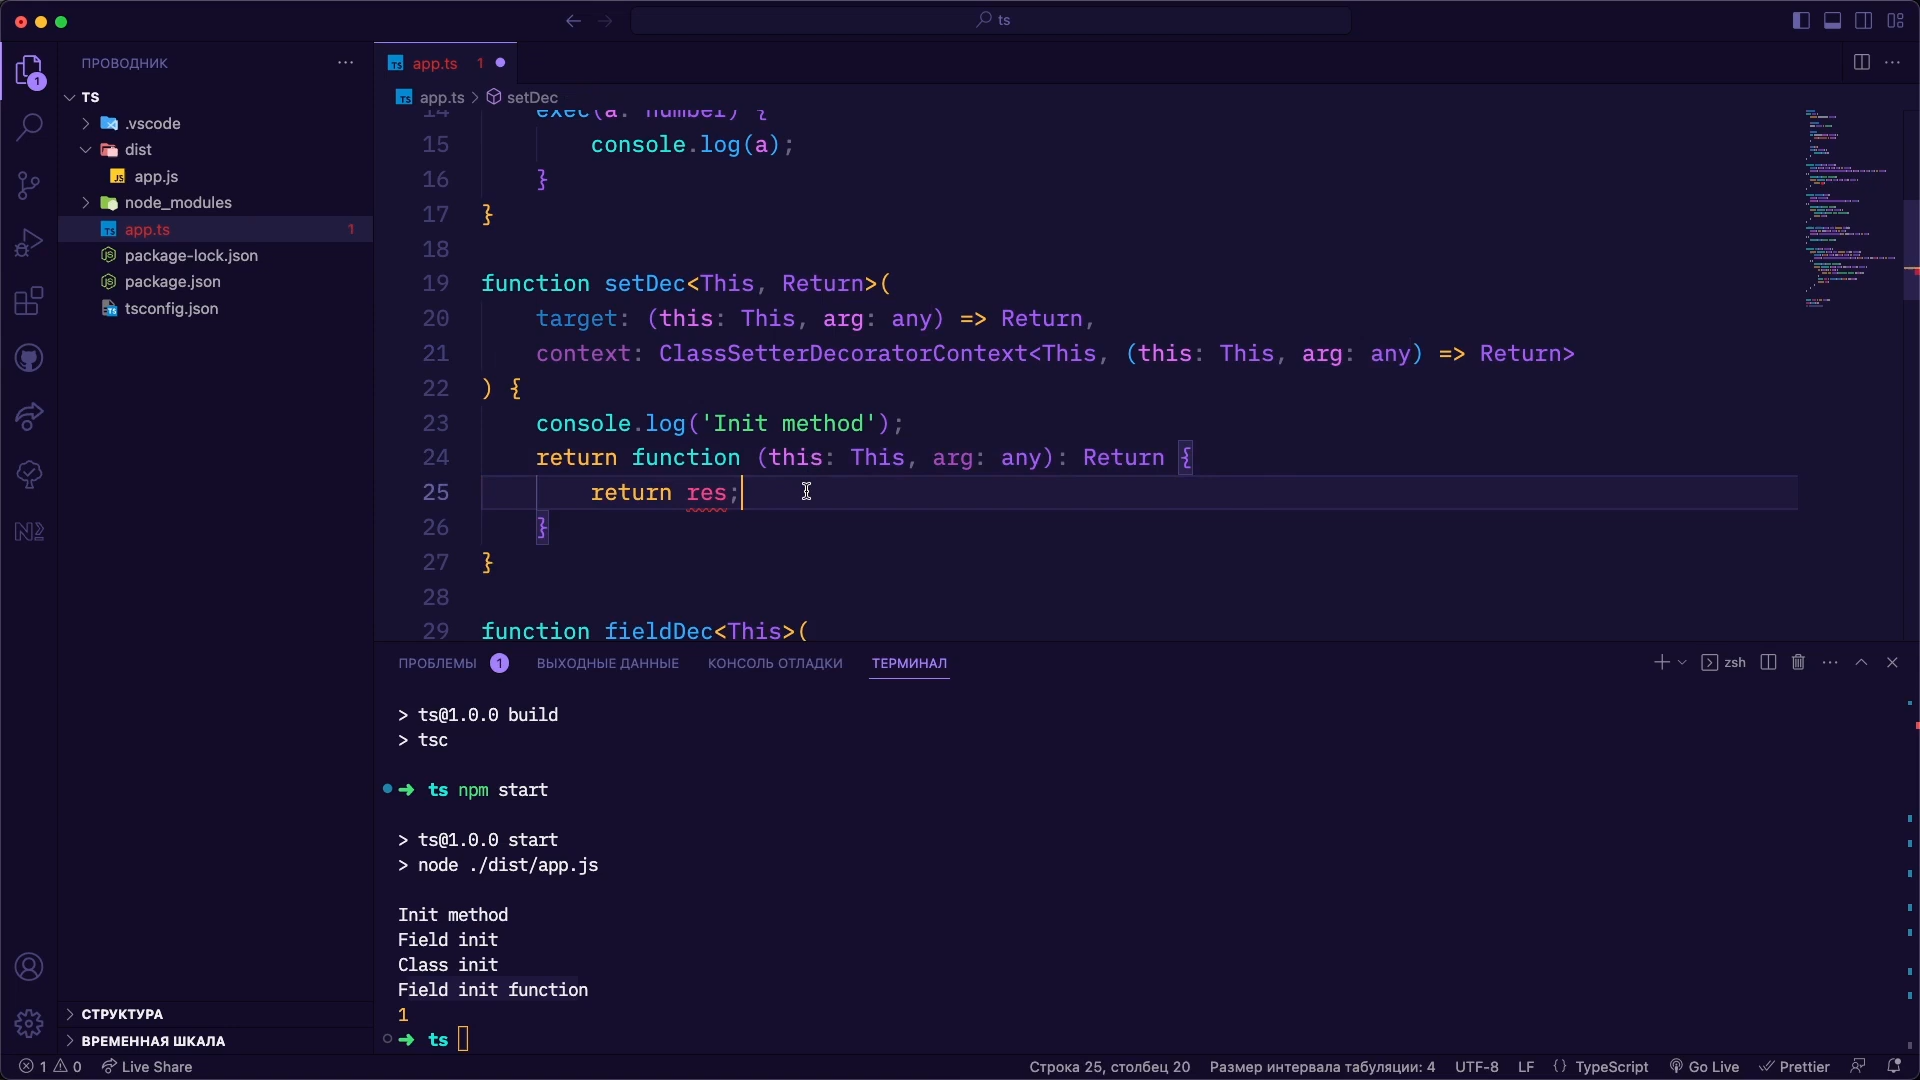 ts
ПРОВОДНИК
TS
.vscode
dist
app.js
node_modules
app.ts 1
package-lock.json
package.json
tsconfig.json
СТРУКТУРА
ВРЕМЕННАЯ ШКАЛА
app.ts 1
app.ts > setDec
14 exec(a: number) {
15 console.log(a);
16 }
17 }
18
19 function setDec<This, Return>(
20 target: (this: This, arg: any) => Return,
21 context: ClassSetterDecoratorContext<This, (this: This, arg: any) => Return>
22 ) {
23 console.log('Init method');
24 return function (this: This, arg: any): Return {
25 return res;
26 }
27 }
28
29 function fieldDec<This>(
ПРОБЛЕМЫ 1 ВЫХОДНЫЕ ДАННЫЕ КОНСОЛЬ ОТЛАДКИ ТЕРМИНАЛ zsh
> ts@1.0.0 build
> tsc
➜ ts npm start
> ts@1.0.0 start
> node ./dist/app.js
Init method
Field init
Class init
Field init function
1
➜ ts
1 0 Live Share Строка 25, столбец 20 Размер интервала табуляции: 4 UTF-8 LF {} TypeScript Go Live Prettier